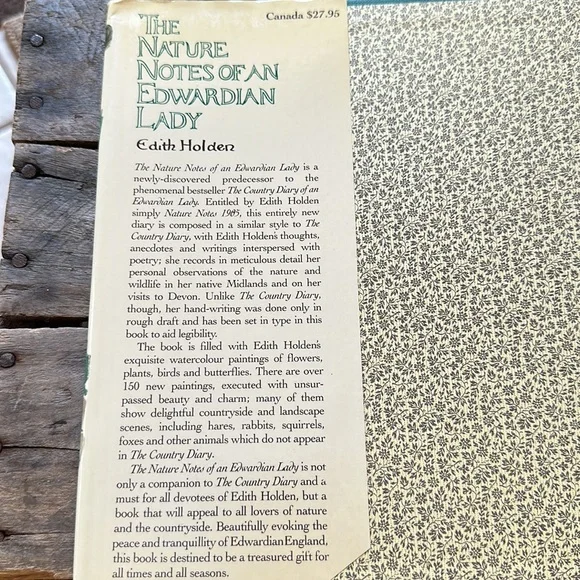 Canada $27.95
THE
NATURE
NOTES OF AN
EDWARDIAN
LADY
Edith Holden
The Nature Notes of an Edwardian Lady is a
newly-discovered predecessor to the
phenomenal bestseller The Country Diary of an
Edwardian Lady. Entitled by Edith Holden
simply Nature Notes 1905, this entirely new
diary is composed in a similar style to The
Country Diary, with Edith Holden's thoughts,
anecdotes and writings interspersed with
poetry; she records in meticulous detail her
personal observations of the nature and
wildlife in her native Midlands and on her
visits to Devon. Unlike The Country Diary,
though, her hand-writing was done only in
rough draft and has been set in type in this
book to aid legibility.
The book is filled with Edith Holden's
exquisite watercolour paintings of flowers,
plants, birds and butterflies. There are over
150 new paintings, executed with unsur-
passed beauty and charm; many of them
show delightful countryside and landscape
scenes, including hares, rabbits, squirrels,
foxes and other animals which do not appear
in The Country Diary.
The Nature Notes of an Edwardian Lady is not
only a companion to The Country Diary and a
must for all devotees of Edith Holden, but a
book that will appeal to all lovers of nature
and the countryside. Beautifully evoking the
peace and tranquillity of Edwardian England,
this book is destined to be a treasured gift for
all times and all seasons.